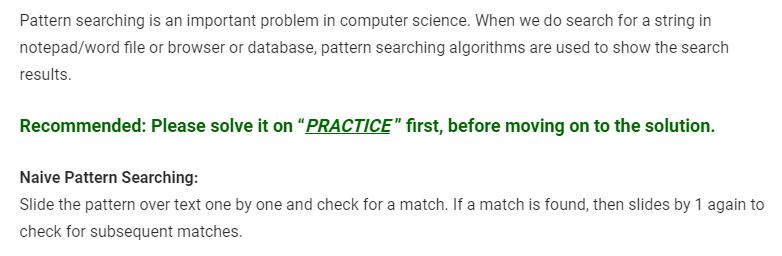 Pattern searching is an important problem in computer science. When we do search for a string in
notepad/word file or browser or database, pattern searching algorithms are used to show the search
results.
Recommended: Please solve it on “PRACTICE” first, before moving on to the solution.
Naive Pattern Searching:
Slide the pattern over text one by one and check for a match. If a match is found, then slides by 1 again to
check for subsequent matches.